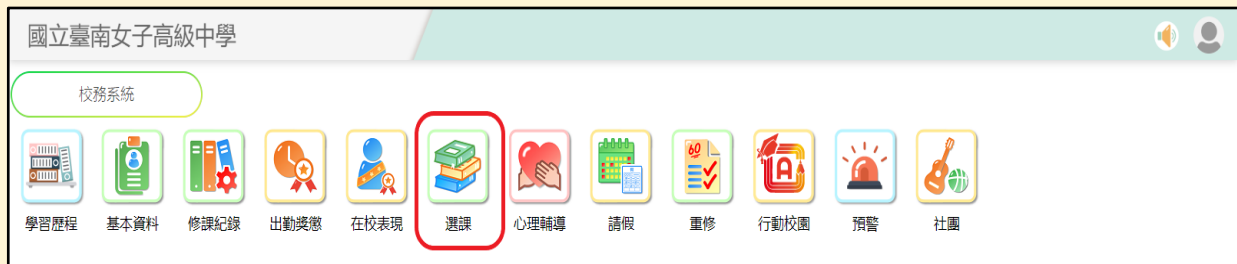 國立臺南女子高級中學
校務系統
60
A
學習歷程 基本資料 修課紀錄 出勤獎懲 在校表現 選課 心理輔導 請假 重修 行動校園 預警 社團